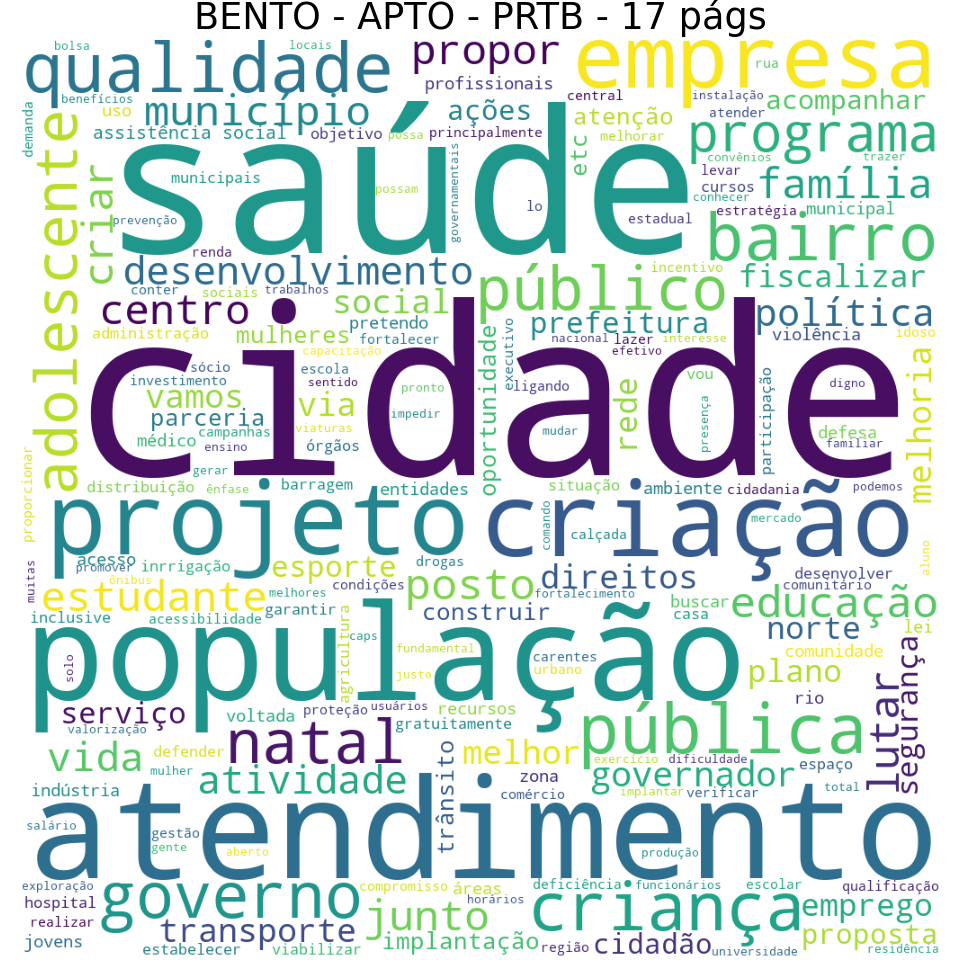 BENTO - APTO - PRTB - 17 págs
bolsa locais propor empresa
qualidade profissionais rua
demanda benefícios uso município ações central instalação acompanhar
assistência social objetivo possa principalmente atenção atender programa
melhorar etc convênios trazer
adolescente criar saúde municipais possam governamentais lo levar cursos conhecer família
prevenção estadual estratégia municipal
renda bairro
desenvolvimento público incentivo fiscalizar
conter sociais trabalhos social
centro mulheres pretendo prefeitura política
administração fortalecer executivo nacional lazer interesse violência idoso
capacitação efetivo
cidade
sócio escola oportunidade ligando rede vou participação digno melhoria
investimento sentido pronto
vamos via presença
parceria campanhas viaturas impedir mudar defesa
médico ensino órgãos familiar
proporcionar gerar
distribuição ênfase barragem entidades situação ambiente cidadania podemos
projeto criação comando calçada mercado
acesso aluno
muitas promover inrrigação esporte drogas direitos desenvolver
ônibus condições posto comunitário
estudante melhores fortalecimento buscar casa educação
inclusive acessibilidade garantir agricultura caps construir norte lei
população fundamental carentes comunidade segurança
solo justo urbano plano
serviço proteção usuários recursos rio lutar
valorização voltada gratuitamente pública
vida defender natal melhor exercício dificuldade espaço
mulher atividade trânsito zona governador total
indústria comércio implantar verificar
atendimento
salário gestão
gente aberto produção
exploração governo compromisso áreas deficiência funcionários escolar qualificação
hospital horários criança emprego
realizar transporte junto proposta
jovens estabelecer viabilizar implantação região cidadão universidade residência